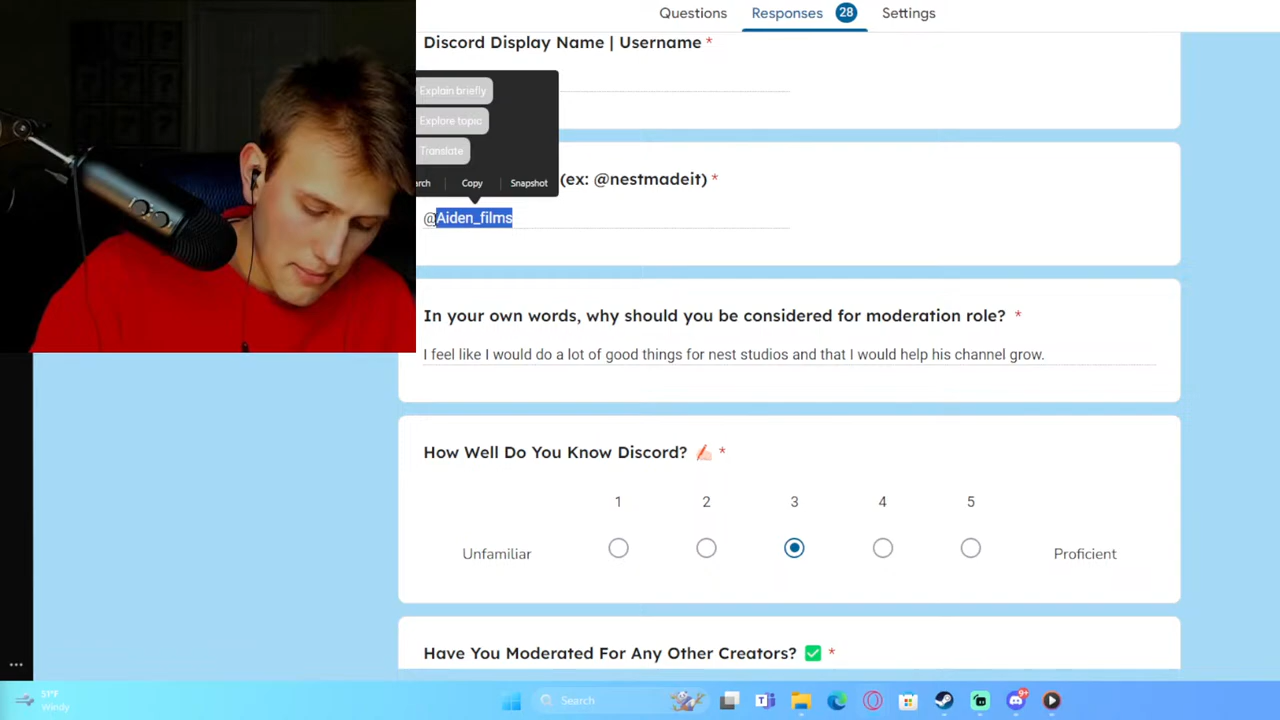 Questions Responses 28 Settings
Discord Display Name | Username *
Explain briefly
Explore topic
Translate
Copy Snapshot
(ex: @nestmadeit) *
@Aiden_films
In your own words, why should you be considered for moderation role? *
I feel like I would do a lot of good things for nest studios and that I would help his channel grow.
How Well Do You Know Discord? ✍🏻 *
1 2 3 4 5
Unfamiliar Proficient
Have You Moderated For Any Other Creators? ✅ *
51°F
Windy
Search